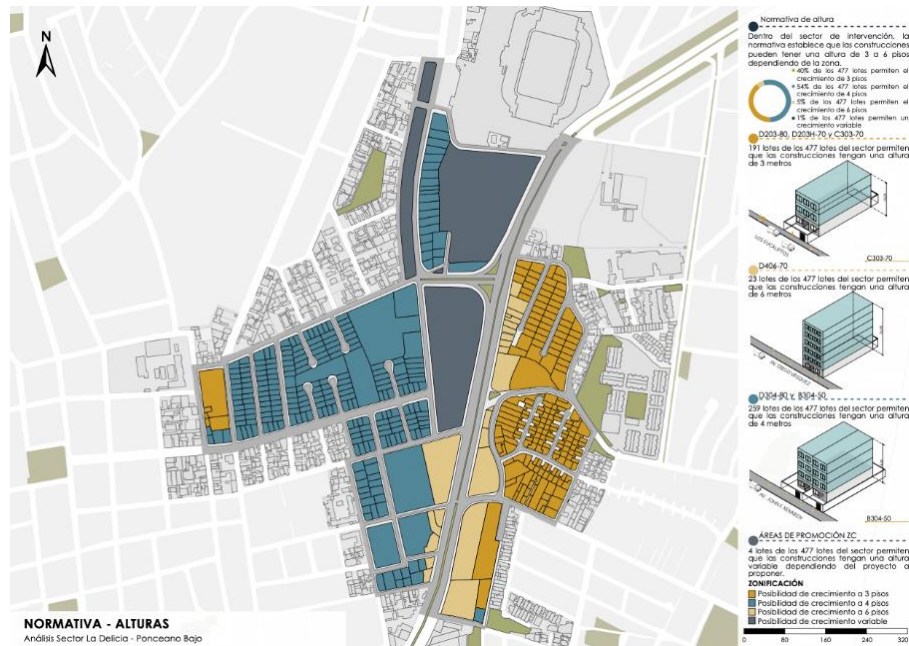 N
NORMATIVA - ALTURAS
Análisis Sector La Delicia - Ponceano Bajo
Normativa de altura
Dentro del sector de intervención, la
normativa establece que las construcciones
pueden tener una altura de 3 a 6 pisos
dependiendo de la zona.
40% de los 477 lotes permiten el
crecimiento de 3 pisos
54% de los 477 lotes permiten el
crecimiento de 4 pisos
5% de los 477 lotes permiten el
crecimiento de 6 pisos
1% de los 477 lotes permiten un
crecimiento variable
D203-80, D203H-70 y C303-70
191 lotes de los 477 lotes del sector permiten
que las construcciones tengan una altura
de 3 metros
LOS EUCALIPTOS
C303-70
D406-70
23 lotes de los 477 lotes del sector permiten
que las construcciones tengan una altura
de 6 metros
D304-80 y B304-50
259 lotes de los 477 lotes del sector permiten
que las construcciones tengan una altura
de 4 metros
B304-50
ÁREAS DE PROMOCIÓN ZC
4 lotes de los 477 lotes del sector permiten
que las construcciones tengan una altura
variable dependiendo del proyecto a
proponer.
ZONIFICACIÓN
Posibilidad de crecimiento a 3 pisos
Posibilidad de crecimiento a 4 pisos
Posibilidad de crecimiento a 6 pisos
Posibilidad de crecimiento variable
0 80 160 240 320